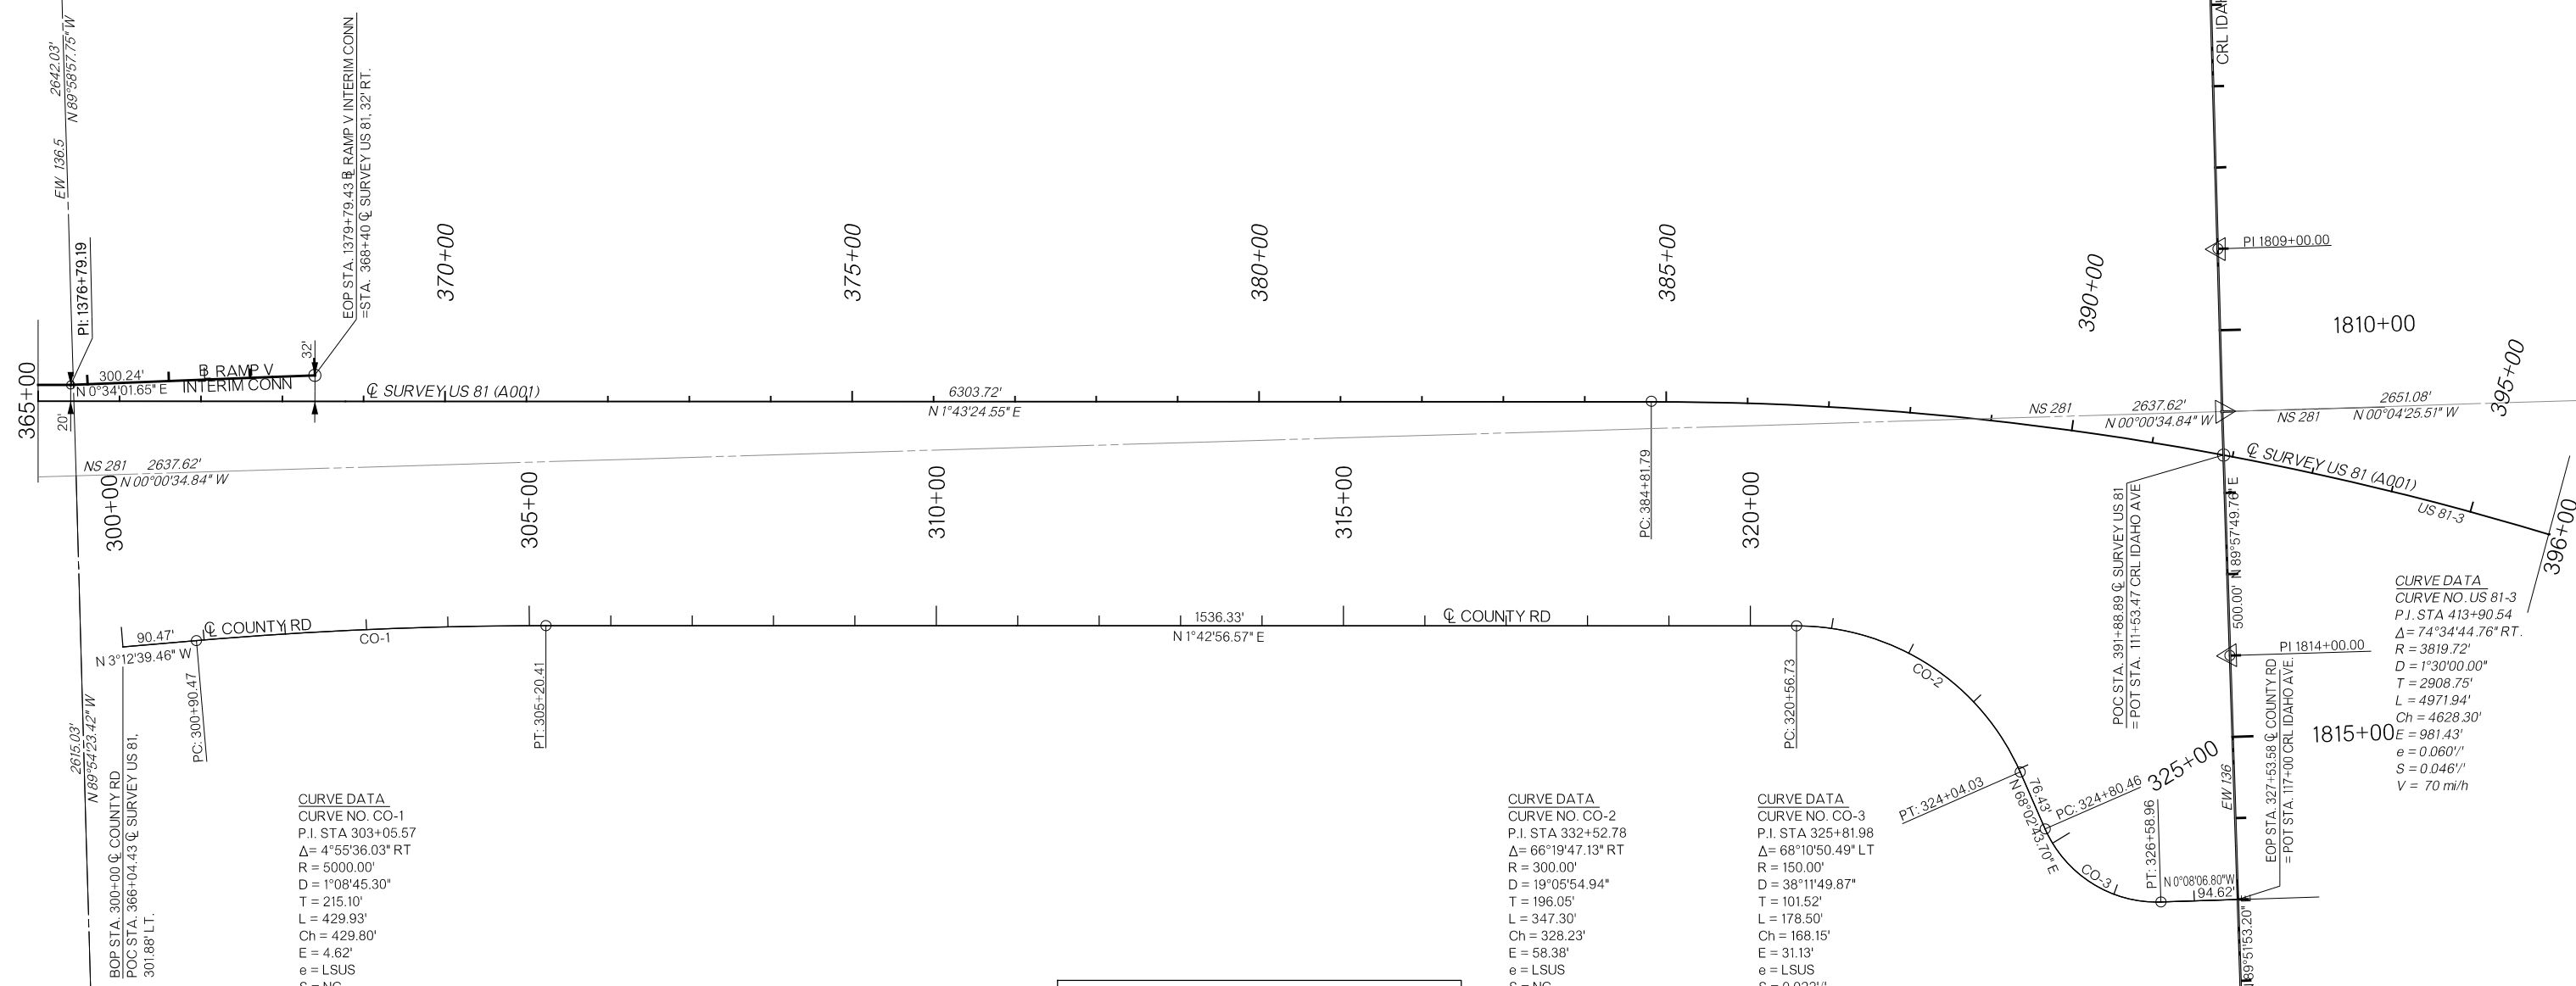 2642.03'
N 89°58'57.75" W
EW 136.5
PI: 1376+79.19
EOP STA. 1379+79.43 BL RAMP V INTERIM CONN
=STA. 368+40 CL SURVEY US 81, 32' RT.
32'
365+00
370+00
375+00
380+00
385+00
390+00
395+00
396+00
300.24'
N 0°34'01.65" E
BL RAMP V
INTERIM CONN
20'
CL SURVEY US 81 (A001)
6303.72'
N 1°43'24.55" E
PC: 384+81.79
NS 281 2637.62'
N 00°00'34.84" W
NS 281 2637.62'
N 00°00'34.84" W
NS 281 2651.08'
N 00°04'25.51" W
CL SURVEY US 81 (A001)
US 81-3
PI 1809+00.00
1810+00
500.00' N 89°57'49.76" E
PI 1814+00.00
1815+00
EW 136
POC STA. 391+88.89 CL SURVEY US 81
= POT STA. 111+53.47 CRL IDAHO AVE
EOP STA. 327+53.58 CL COUNTY RD
= POT STA. 117+00 CRL IDAHO AVE.
300+00
305+00
310+00
315+00
320+00
325+00
90.47'
N 3°12'39.46" W
CL COUNTY RD
CO-1
PC: 300+90.47
PT: 305+20.41
1536.33'
N 1°42'56.57" E
CL COUNTY RD
PC: 320+56.73
CO-2
PT: 324+04.03
76.43'
N 68°02'43.70" E
PC: 324+80.46
CO-3
PT: 326+58.96
N 0°08'06.80" W
94.62'
89°51'53.20" E
2615.03'
N 89°54'23.42" W
BOP STA. 300+00 CL COUNTY RD
POC STA. 366+04.43 CL SURVEY US 81,
301.88' LT.
CURVE DATA
CURVE NO. CO-1
P.I. STA 303+05.57
Δ= 4°55'36.03" RT
R = 5000.00'
D = 1°08'45.30"
T = 215.10'
L = 429.93'
Ch = 429.80'
E = 4.62'
e = LSUS
S = NC
CURVE DATA
CURVE NO. CO-2
P.I. STA 332+52.78
Δ= 66°19'47.13" RT
R = 300.00'
D = 19°05'54.94"
T = 196.05'
L = 347.30'
Ch = 328.23'
E = 58.38'
e = LSUS
S = NC
CURVE DATA
CURVE NO. CO-3
P.I. STA 325+81.98
Δ= 68°10'50.49" LT
R = 150.00'
D = 38°11'49.87"
T = 101.52'
L = 178.50'
Ch = 168.15'
E = 31.13'
e = LSUS
CURVE DATA
CURVE NO. US 81-3
P.I. STA 413+90.54
Δ= 74°34'44.76" RT.
R = 3819.72'
D = 1°30'00.00"
T = 2908.75'
L = 4971.94'
Ch = 4628.30'
E = 981.43'
e = 0.060'/'
S = 0.046'/'
V = 70 mi/h